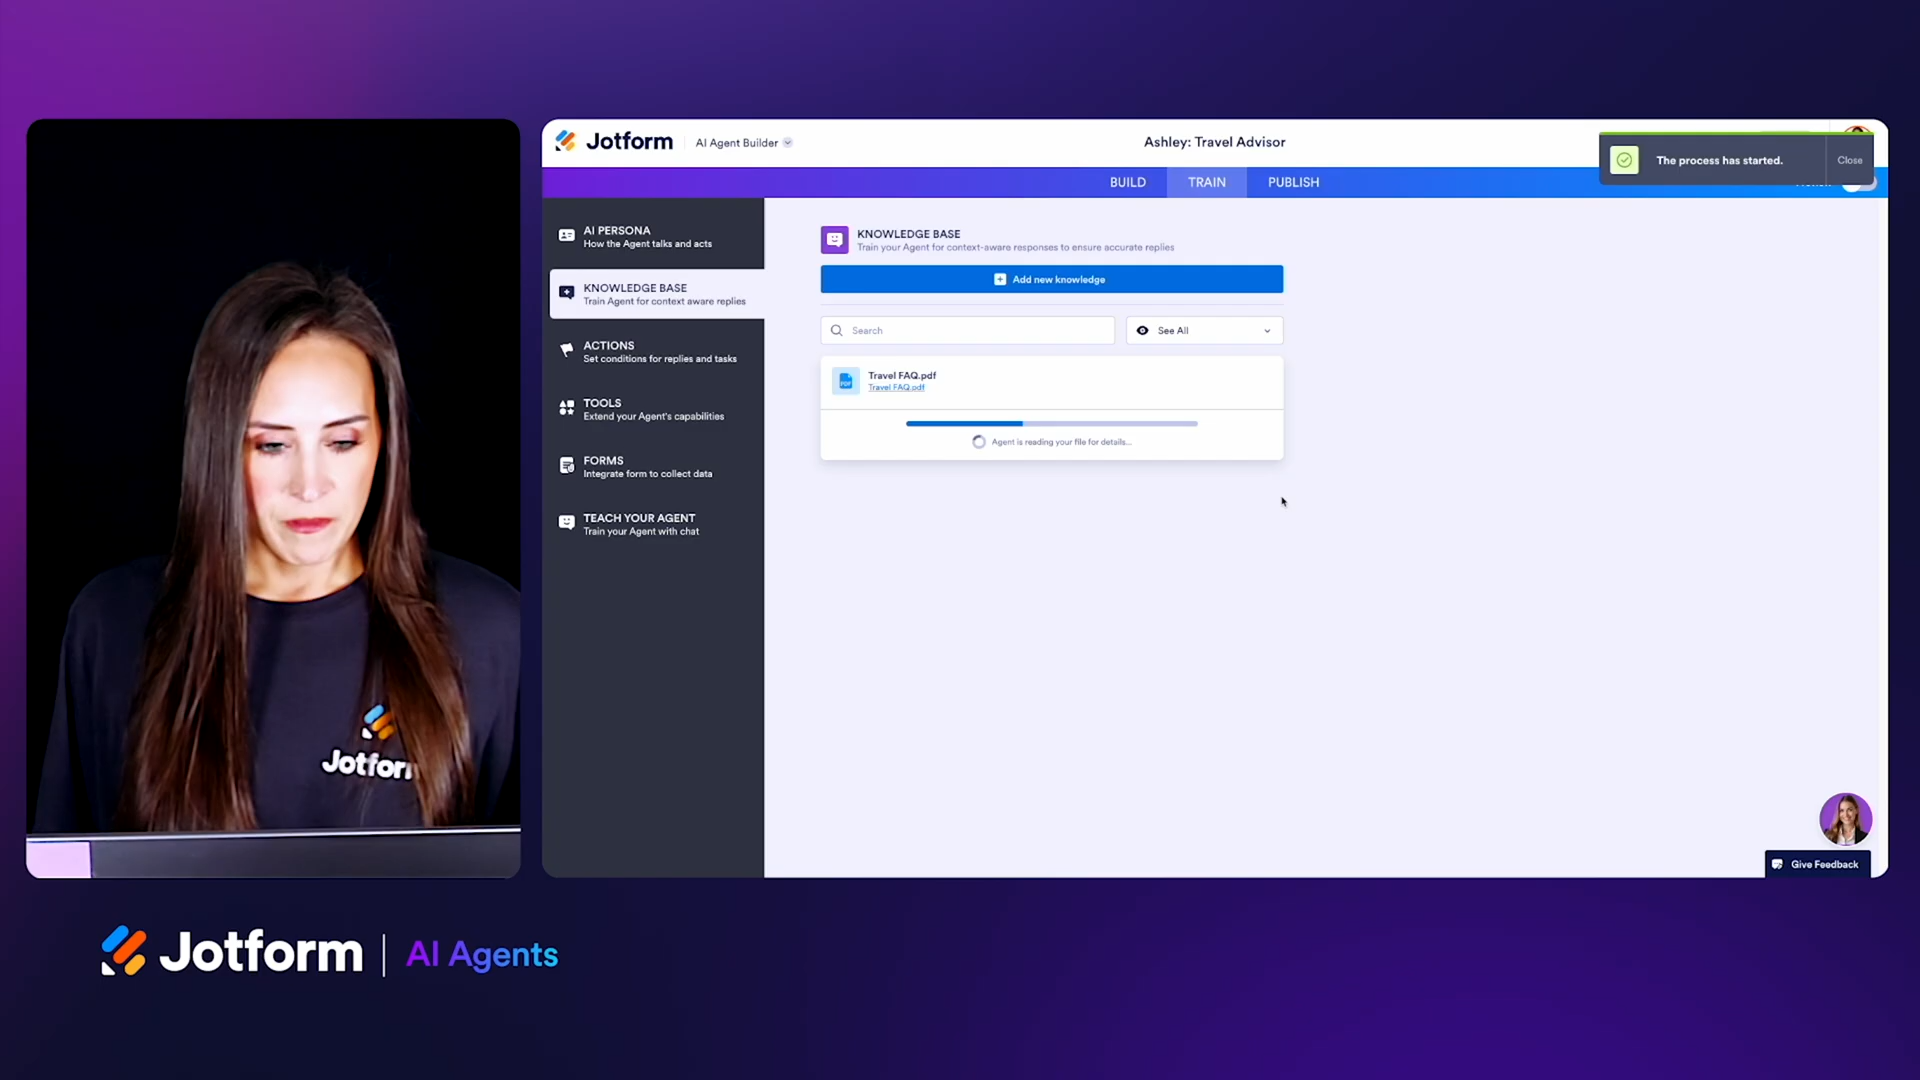 Jotform
AI Agent Builder
Ashley: Travel Advisor
The process has started.
Close
BUILD
TRAIN
PUBLISH
AI PERSONA
How the Agent talks and acts
KNOWLEDGE BASE
Train Agent for context aware replies
ACTIONS
Set conditions for replies and tasks
TOOLS
Extend your Agent's capabilities
FORMS
Integrate form to collect data
TEACH YOUR AGENT
Train your Agent with chat
KNOWLEDGE BASE
Train your Agent for context-aware responses to ensure accurate replies
Add new knowledge
Search
See All
PDF
Travel FAQ.pdf
Travel FAQ.pdf
Agent is reading your file for details...
Give Feedback
Jotfor
Jotform | AI Agents